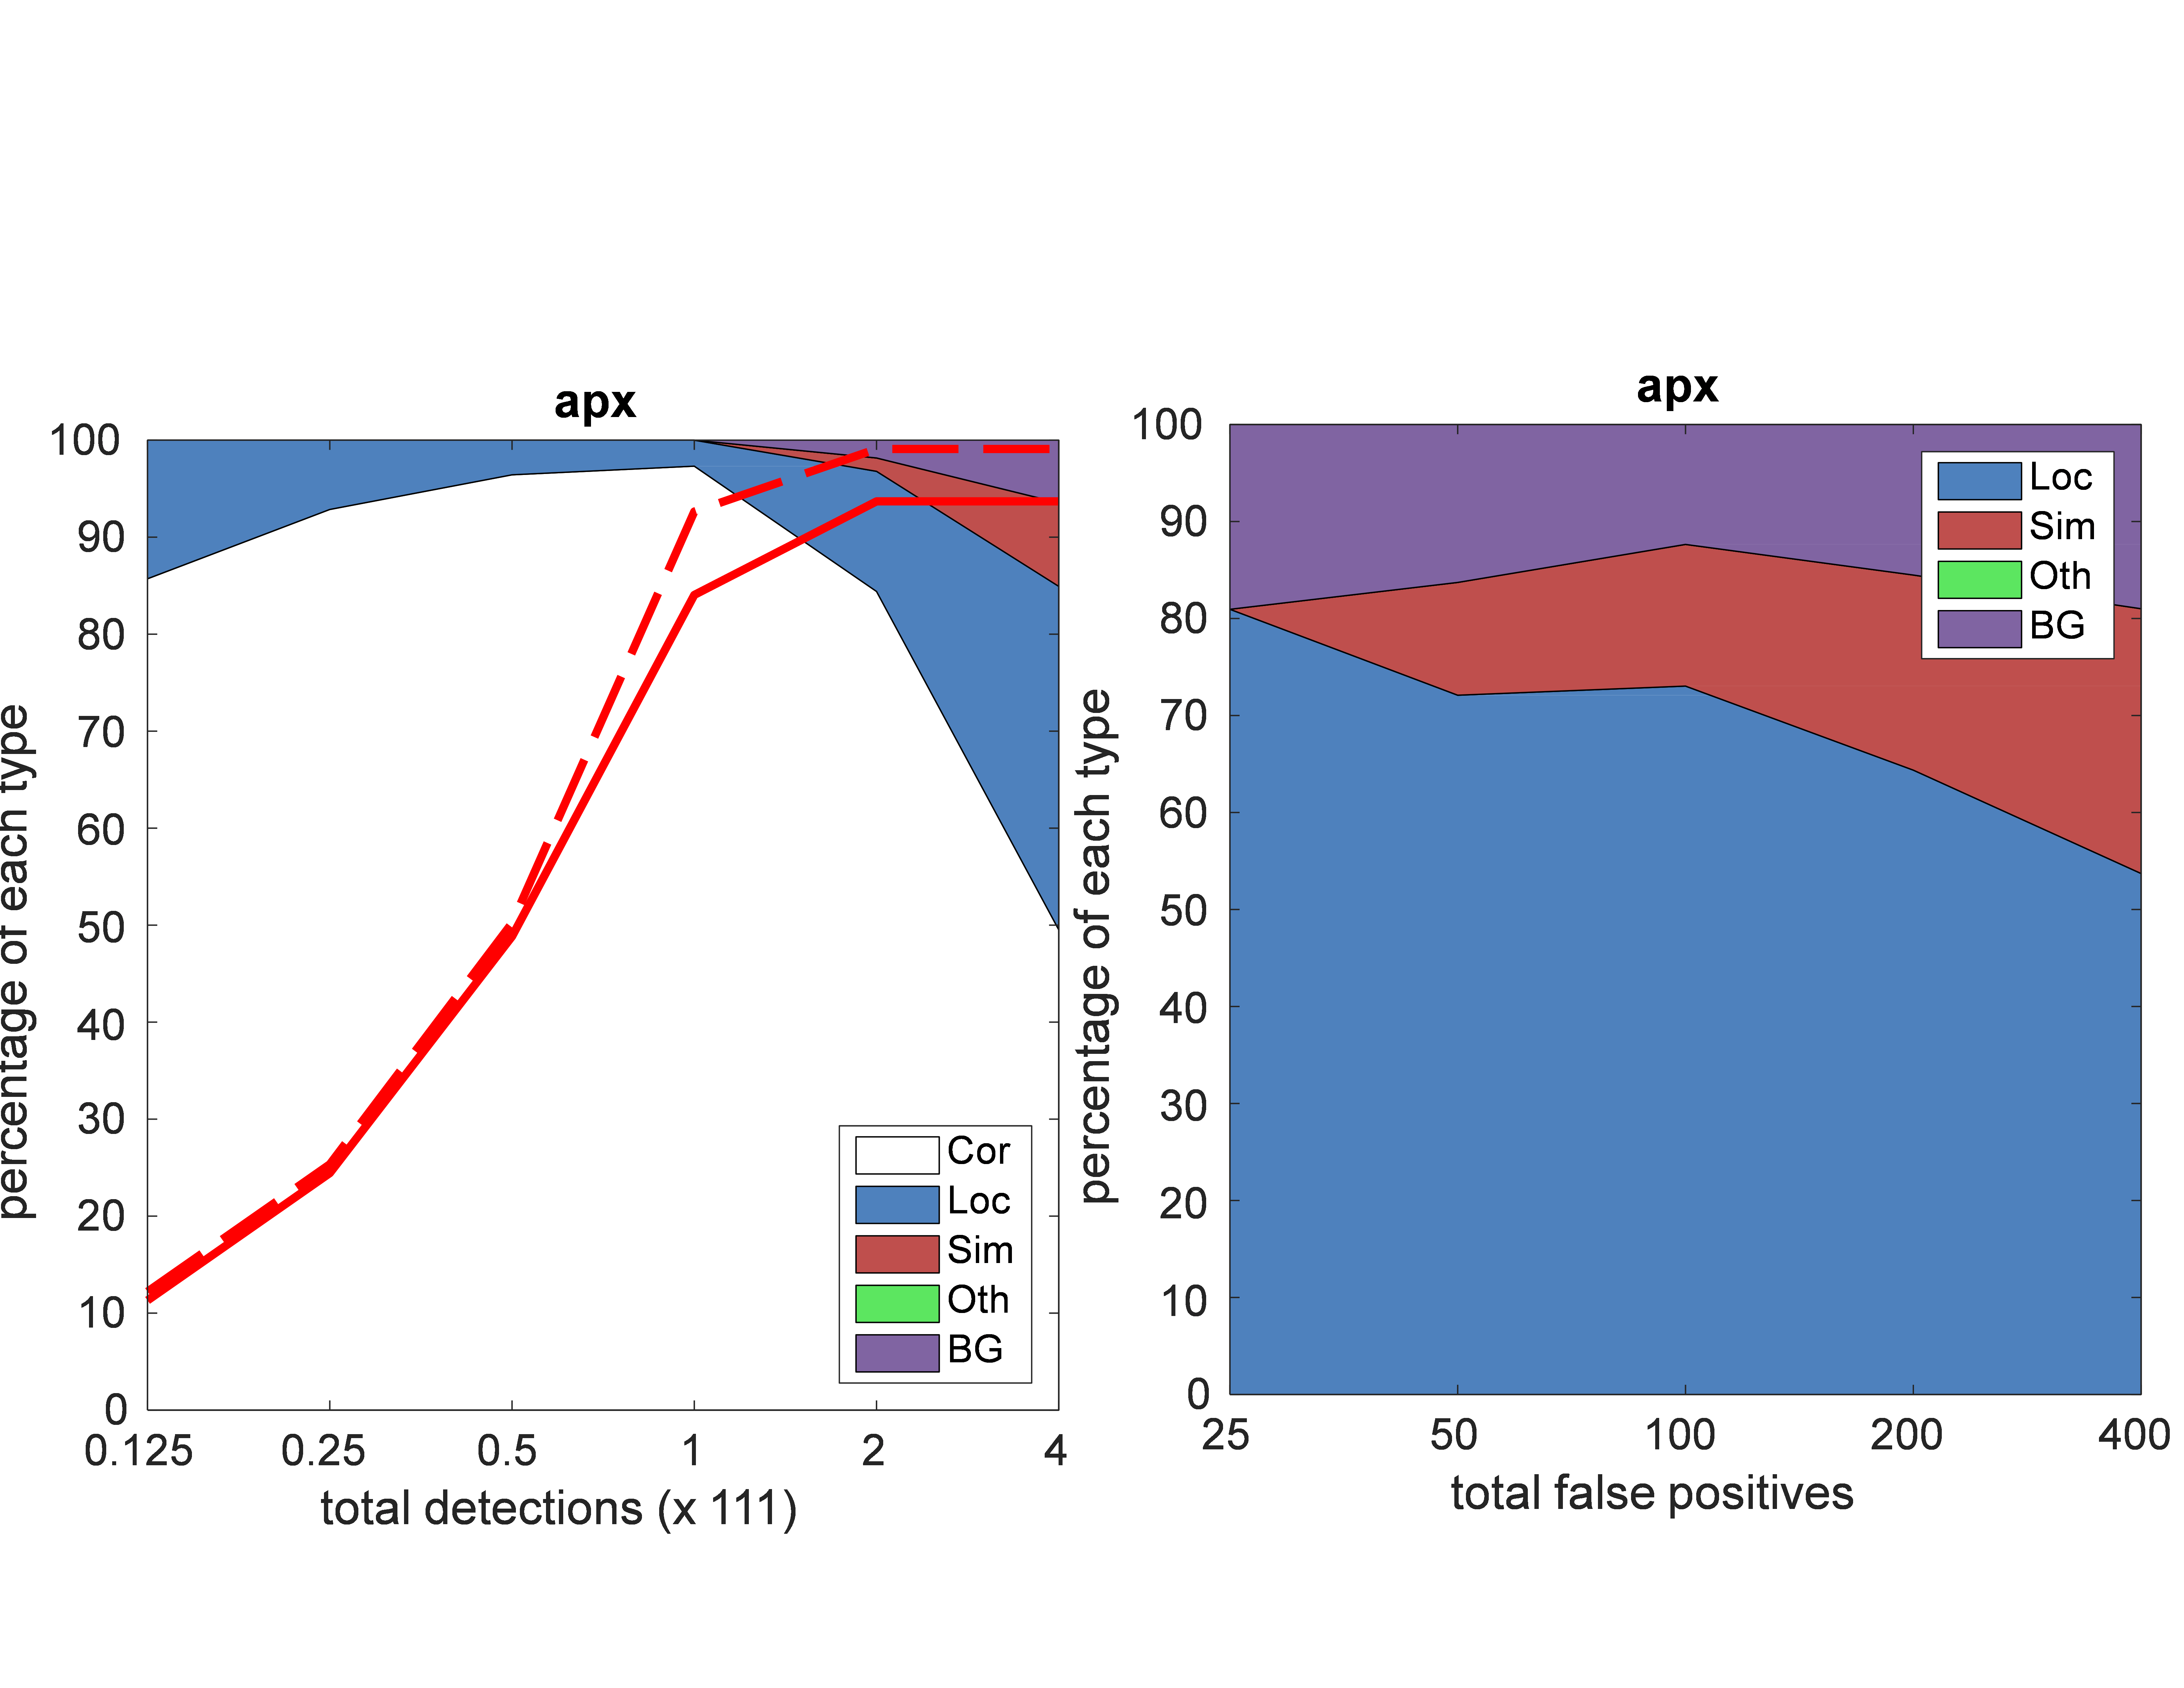 apx
100
90
80
70
60
50
40
30
20
10
0
percentage of each type
0.125 0.25 0.5 1 2 4
total detections (x 111)
Cor
Loc
Sim
Oth
BG
apx
100
90
80
70
60
50
40
30
20
10
0
percentage of each type
25 50 100 200 400
total false positives
Loc
Sim
Oth
BG